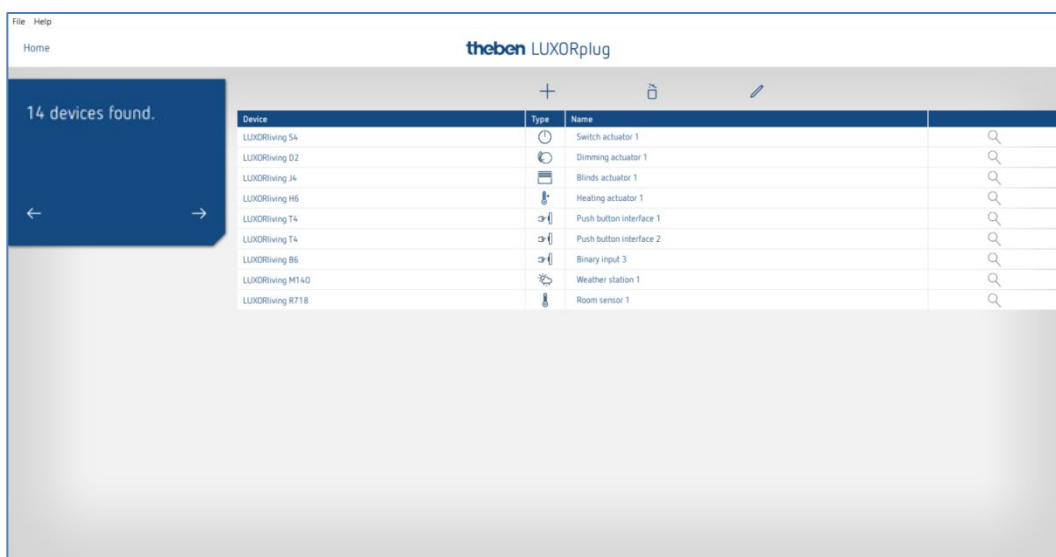 File Help
Home
theben LUXORplug
14 devices found.
Device Type Name
LUXORliving S4 Switch actuator 1
LUXORliving D2 Dimming actuator 1
LUXORliving J4 Blinds actuator 1
LUXORliving H6 Heating actuator 1
LUXORliving T4 Push button interface 1
LUXORliving T4 Push button interface 2
LUXORliving B6 Binary input 3
LUXORliving M140 Weather station 1
LUXORliving R718 Room sensor 1